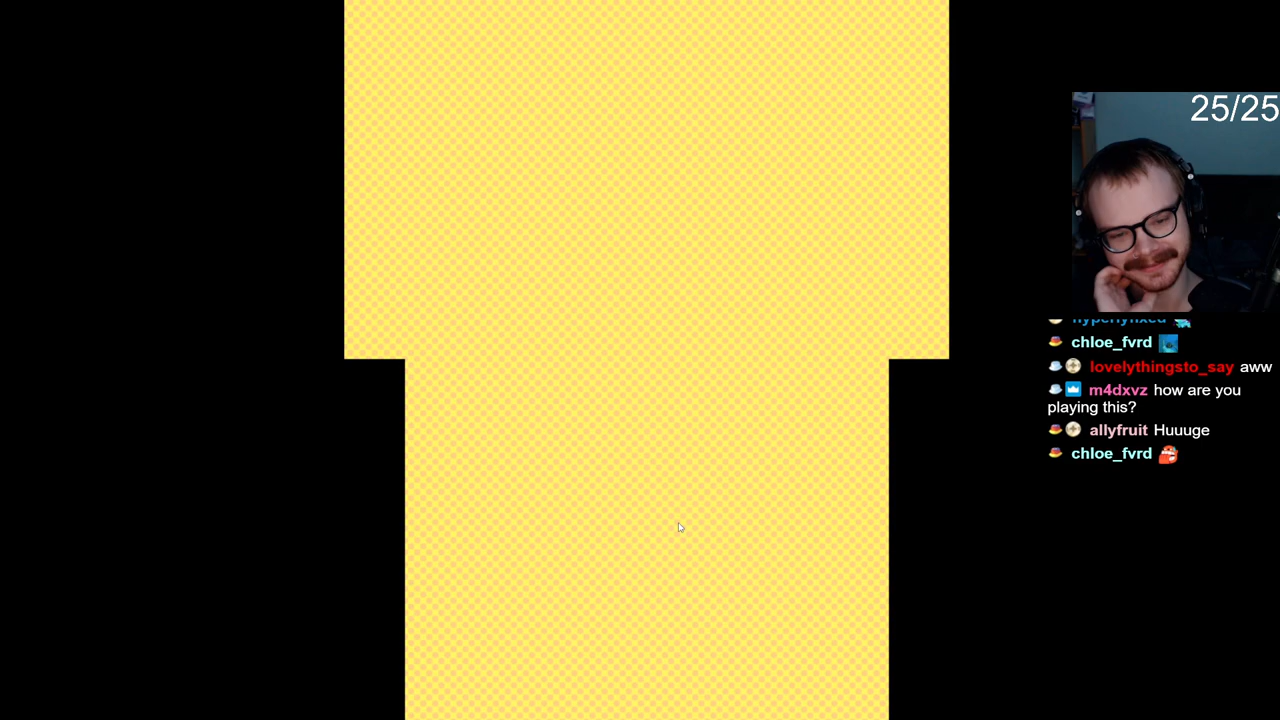 25/25
chloe_fvrd
lovelythingsto_say aww
m4dxvz how are you
playing this?
allyfruit Huuuge
chloe_fvrd